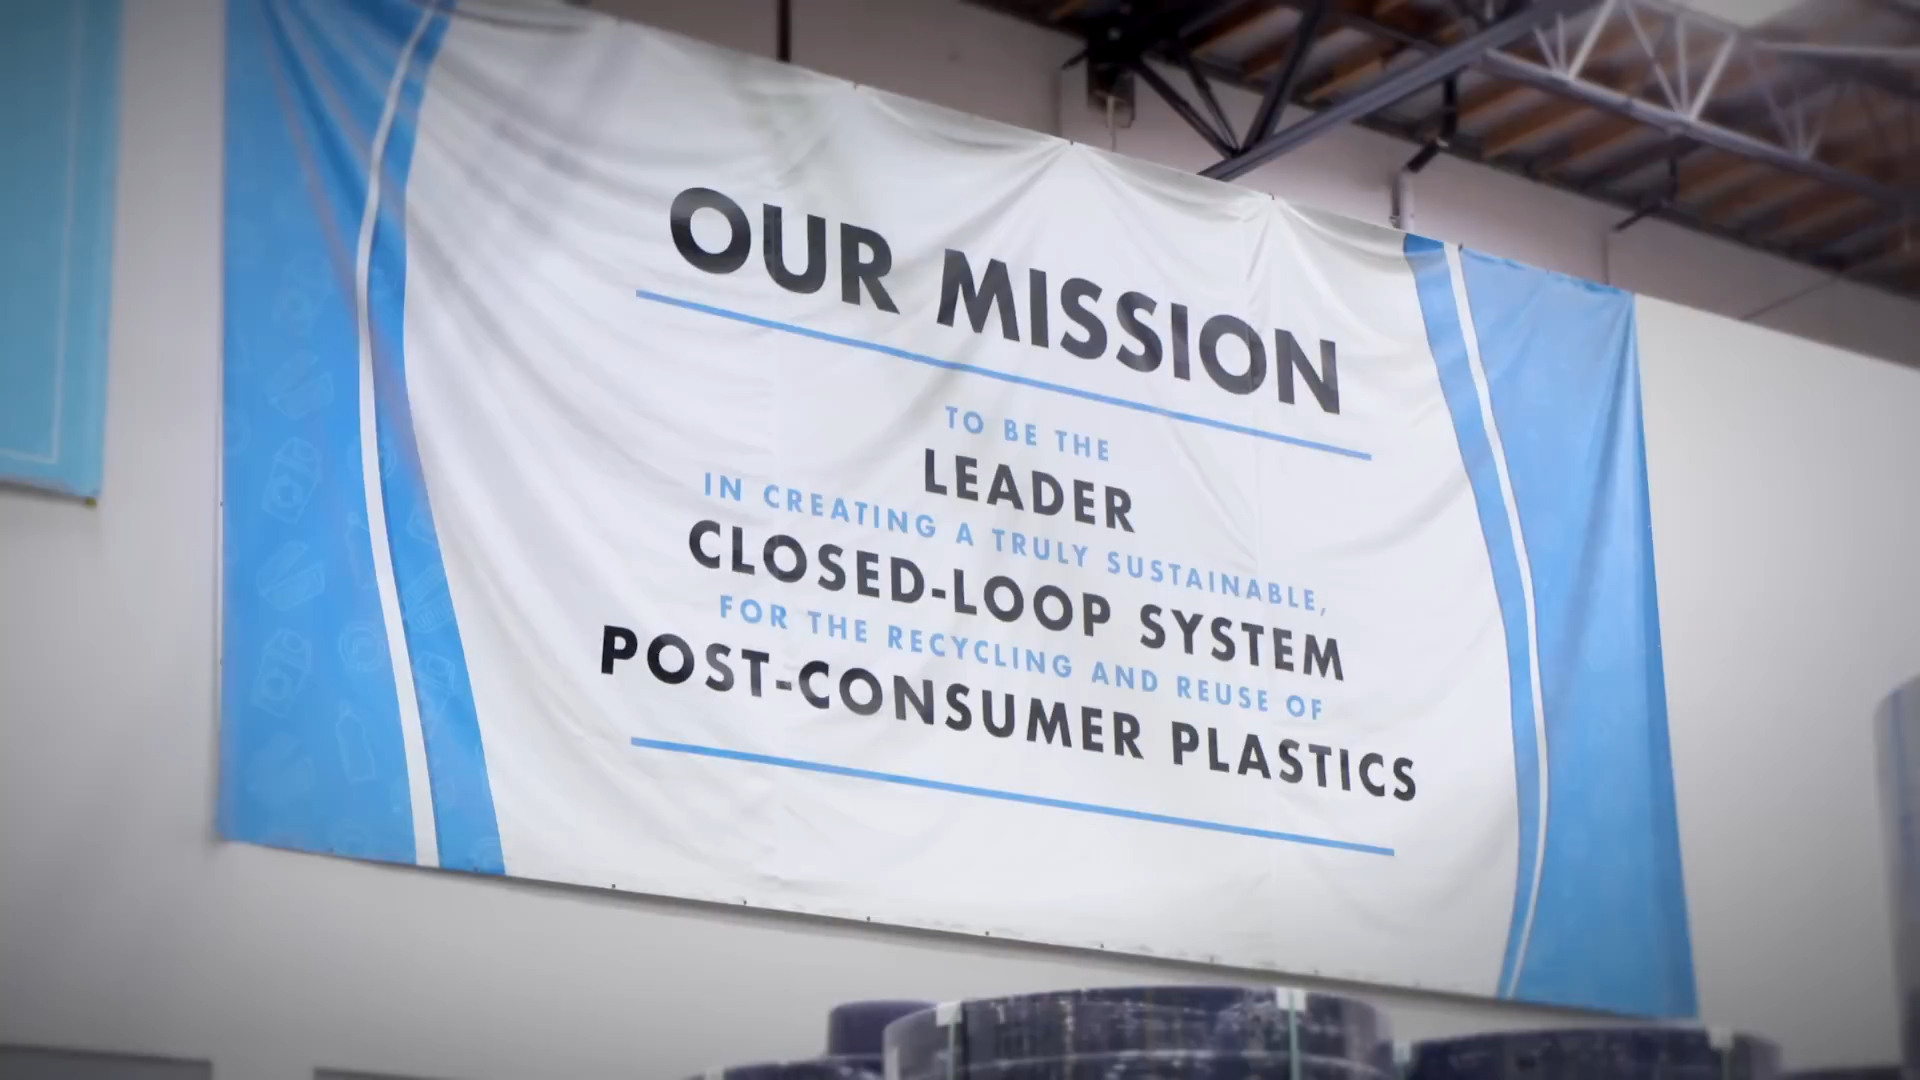 OUR MISSION
TO BE THE
LEADER
IN CREATING A TRULY SUSTAINABLE,
CLOSED-LOOP SYSTEM
FOR THE RECYCLING AND REUSE OF
POST-CONSUMER PLASTICS